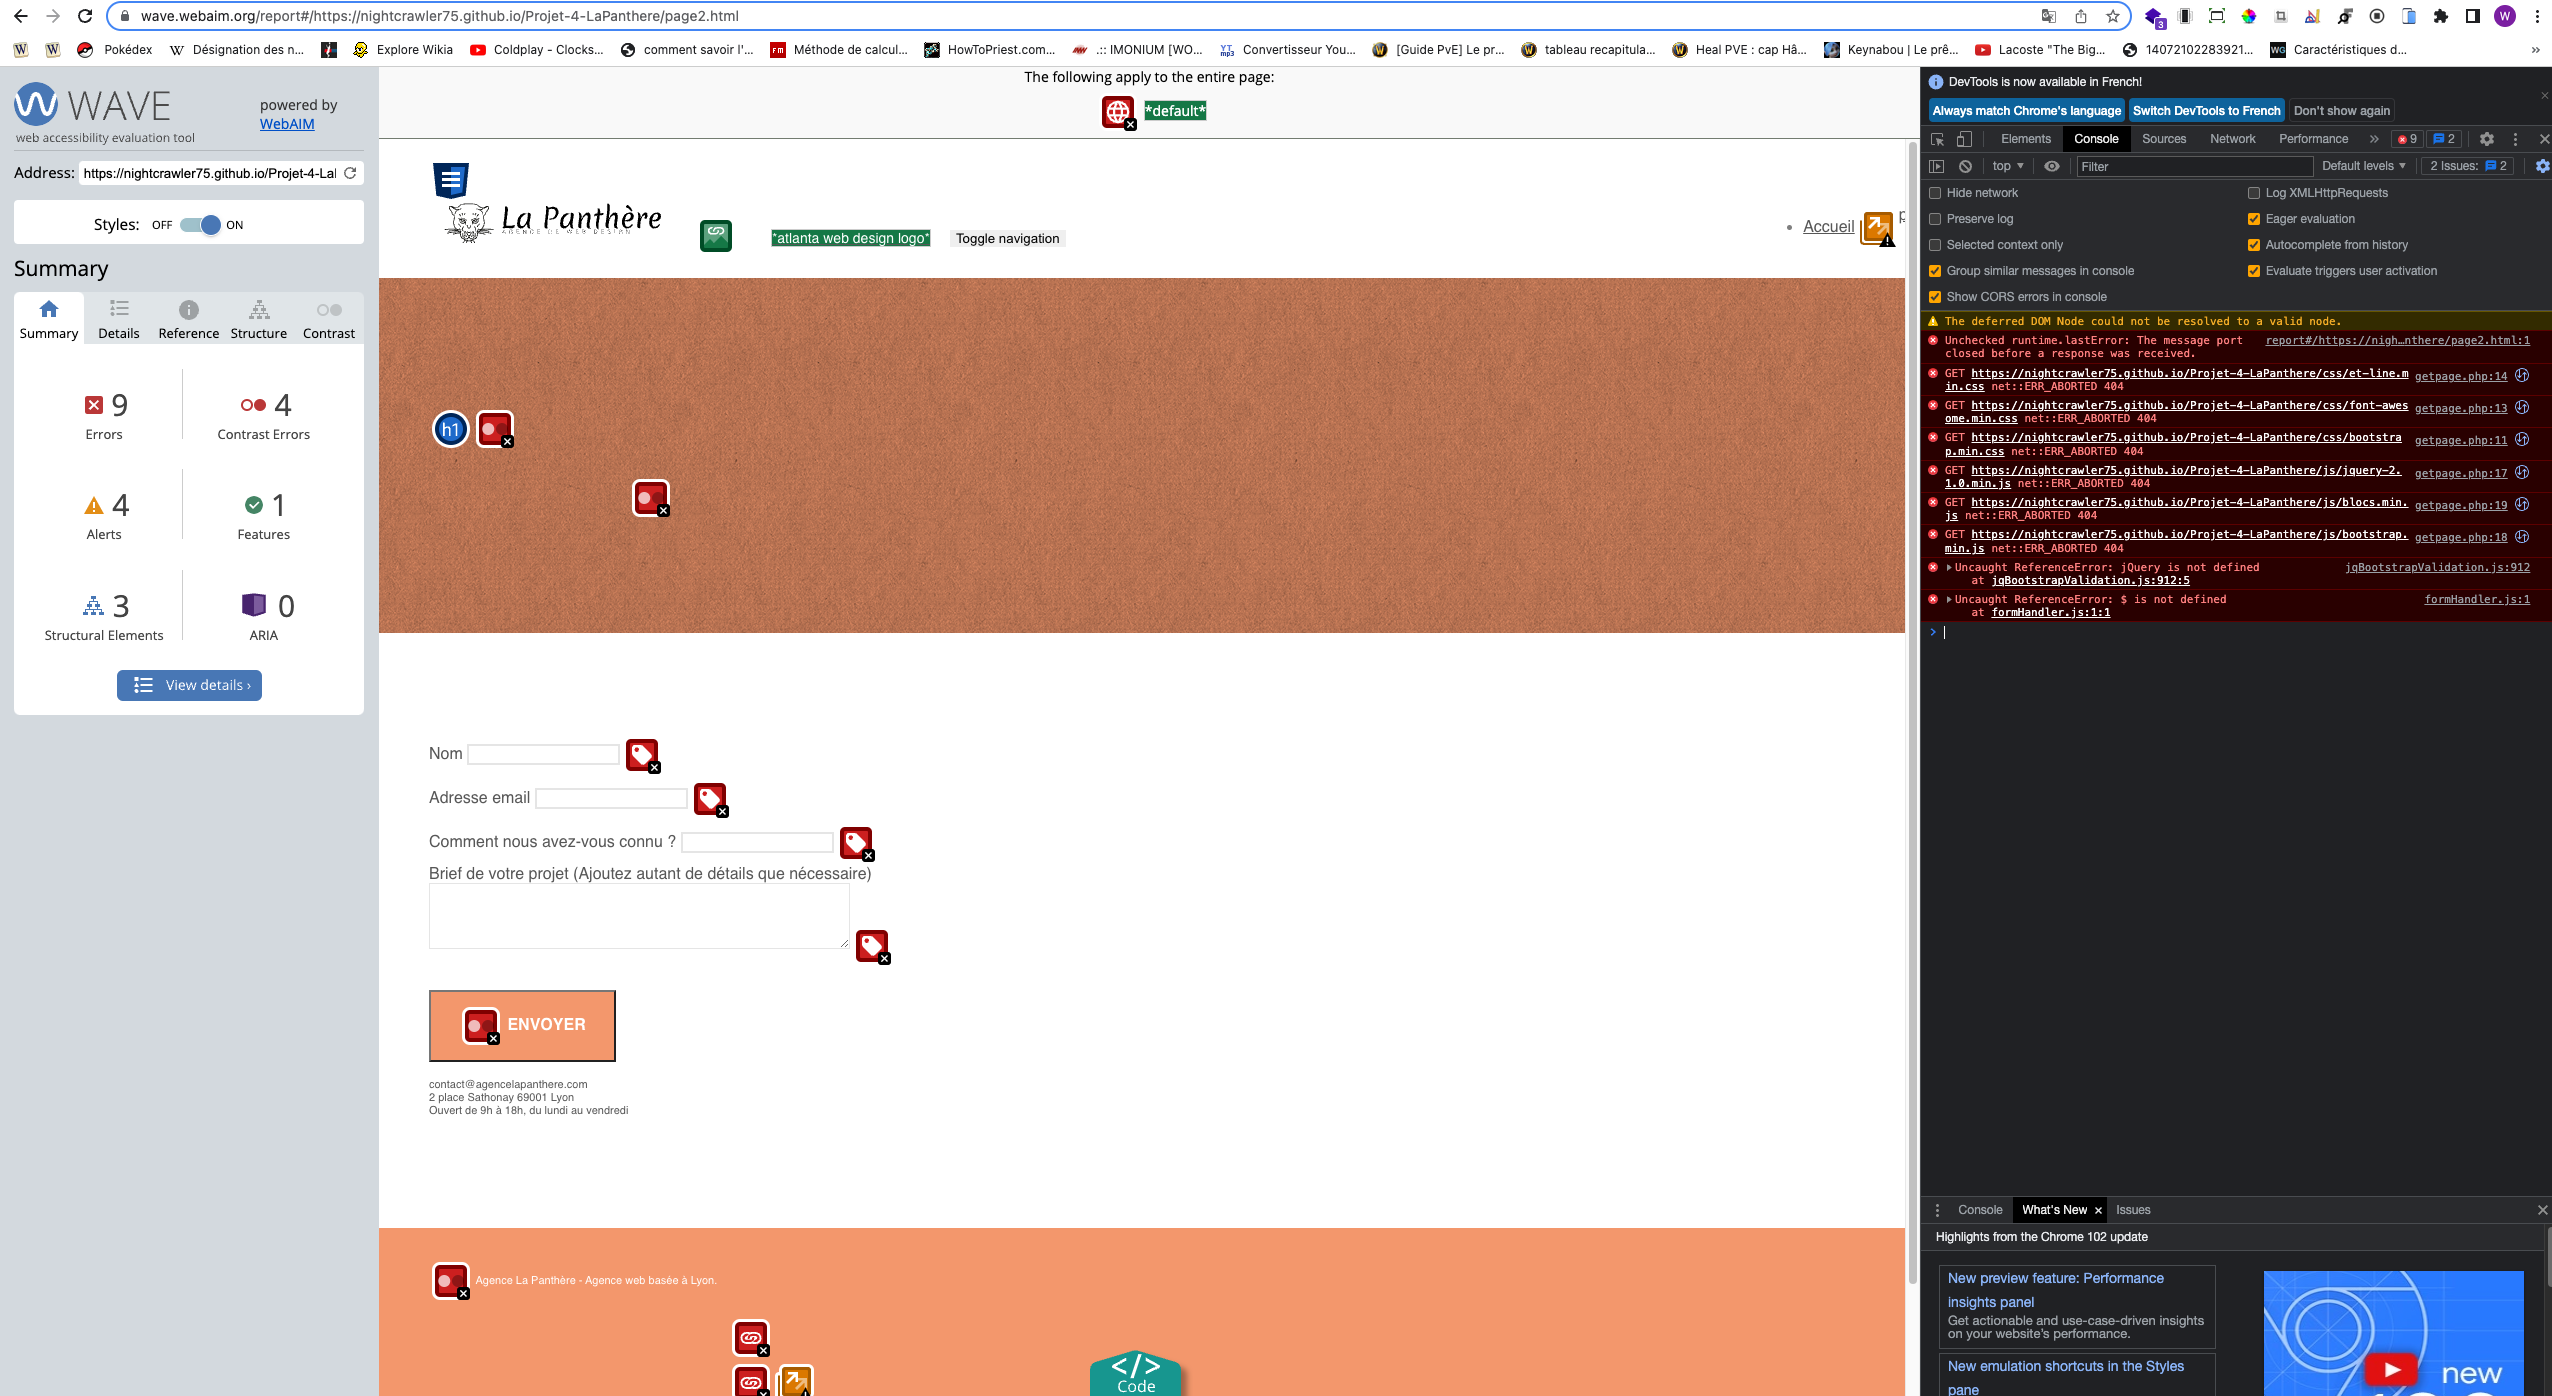 wave.webaim.org/report#/https://nightcrawler75.github.io/Projet-4-LaPanthere/page2.html
3
W
Pokédex
Désignation des n...
Explore Wikia
Coldplay - Clocks...
comment savoir l'...
Méthode de calcul...
HowToPriest.com...
.:: IMONIUM [WO...
Convertisseur You...
[Guide PvE] Le pr...
tableau recapitula...
Heal PVE : cap Hâ...
Keynabou | Le prê...
Lacoste "The Big...
14072102283921...
Caractéristiques d...
»
WAVE
web accessibility evaluation tool
powered by
WebAIM
Address: https://nightcrawler75.github.io/Projet-4-Lal
Styles: OFF ON
Summary
Summary Details Reference Structure Contrast
9 Errors
4 Contrast Errors
4 Alerts
1 Features
3 Structural Elements
0 ARIA
View details ›
The following apply to the entire page:
*default*
La Panthère
AGENCE DE WEB DESIGN
*atlanta web design logo*
Toggle navigation
• Accueil
h1
Nom
Adresse email
Comment nous avez-vous connu ?
Brief de votre projet (Ajoutez autant de détails que nécessaire)
ENVOYER
contact@agencelapanthere.com
2 place Sathonay 69001 Lyon
Ouvert de 9h à 18h, du lundi au vendredi
Agence La Panthère - Agence web basée à Lyon.
</>
Code
DevTools is now available in French!
Always match Chrome's language Switch DevTools to French Don't show again
Elements Console Sources Network Performance » 9 2
top Filter Default levels 2 Issues: 2
Hide network Log XMLHttpRequests
Preserve log Eager evaluation
Selected context only Autocomplete from history
Group similar messages in console Evaluate triggers user activation
Show CORS errors in console
The deferred DOM Node could not be resolved to a valid node.
Unchecked runtime.lastError: The message port report#/https://nigh…nthere/page2.html:1
closed before a response was received.
GET https://nightcrawler75.github.io/Projet-4-LaPanthere/css/et-line.m getpage.php:14
in.css net::ERR_ABORTED 404
GET https://nightcrawler75.github.io/Projet-4-LaPanthere/css/font-awes getpage.php:13
ome.min.css net::ERR_ABORTED 404
GET https://nightcrawler75.github.io/Projet-4-LaPanthere/css/bootstra getpage.php:11
p.min.css net::ERR_ABORTED 404
GET https://nightcrawler75.github.io/Projet-4-LaPanthere/js/jquery-2. getpage.php:17
1.0.min.js net::ERR_ABORTED 404
GET https://nightcrawler75.github.io/Projet-4-LaPanthere/js/blocs.min. getpage.php:19
js net::ERR_ABORTED 404
GET https://nightcrawler75.github.io/Projet-4-LaPanthere/js/bootstrap. getpage.php:18
min.js net::ERR_ABORTED 404
Uncaught ReferenceError: jQuery is not defined jqBootstrapValidation.js:912
at jqBootstrapValidation.js:912:5
Uncaught ReferenceError: $ is not defined formHandler.js:1
at formHandler.js:1:1
Console What's New × Issues
Highlights from the Chrome 102 update
New preview feature: Performance
insights panel
Get actionable and use-case-driven insights
on your website's performance.
New emulation shortcuts in the Styles
pane
new